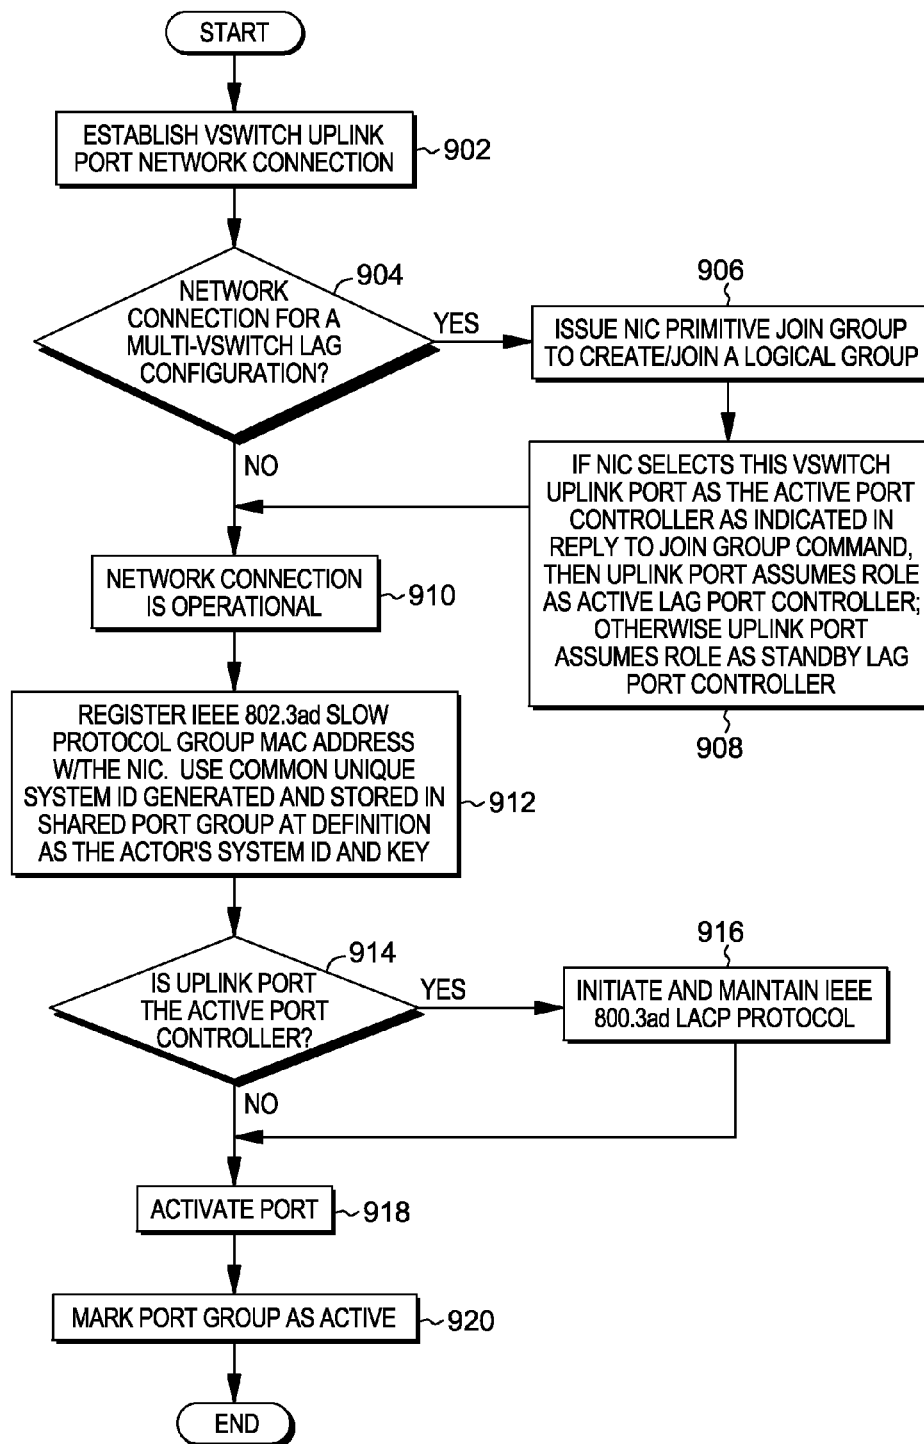 START
ESTABLISH VSWITCH UPLINK
PORT NETWORK CONNECTION
902
904
NETWORK
CONNECTION FOR A
MULTI-VSWITCH LAG
CONFIGURATION?
YES
NO
906
ISSUE NIC PRIMITIVE JOIN GROUP
TO CREATE/JOIN A LOGICAL GROUP
IF NIC SELECTS THIS VSWITCH
UPLINK PORT AS THE ACTIVE PORT
CONTROLLER AS INDICATED IN
REPLY TO JOIN GROUP COMMAND,
THEN UPLINK PORT ASSUMES ROLE
AS ACTIVE LAG PORT CONTROLLER;
OTHERWISE UPLINK PORT
ASSUMES ROLE AS STANDBY LAG
PORT CONTROLLER
908
NETWORK CONNECTION
IS OPERATIONAL
910
REGISTER IEEE 802.3ad SLOW
PROTOCOL GROUP MAC ADDRESS
W/THE NIC. USE COMMON UNIQUE
SYSTEM ID GENERATED AND STORED IN
SHARED PORT GROUP AT DEFINITION
AS THE ACTOR'S SYSTEM ID AND KEY
912
914
IS UPLINK PORT
THE ACTIVE PORT
CONTROLLER?
YES
NO
916
INITIATE AND MAINTAIN IEEE
800.3ad LACP PROTOCOL
ACTIVATE PORT
918
MARK PORT GROUP AS ACTIVE
920
END